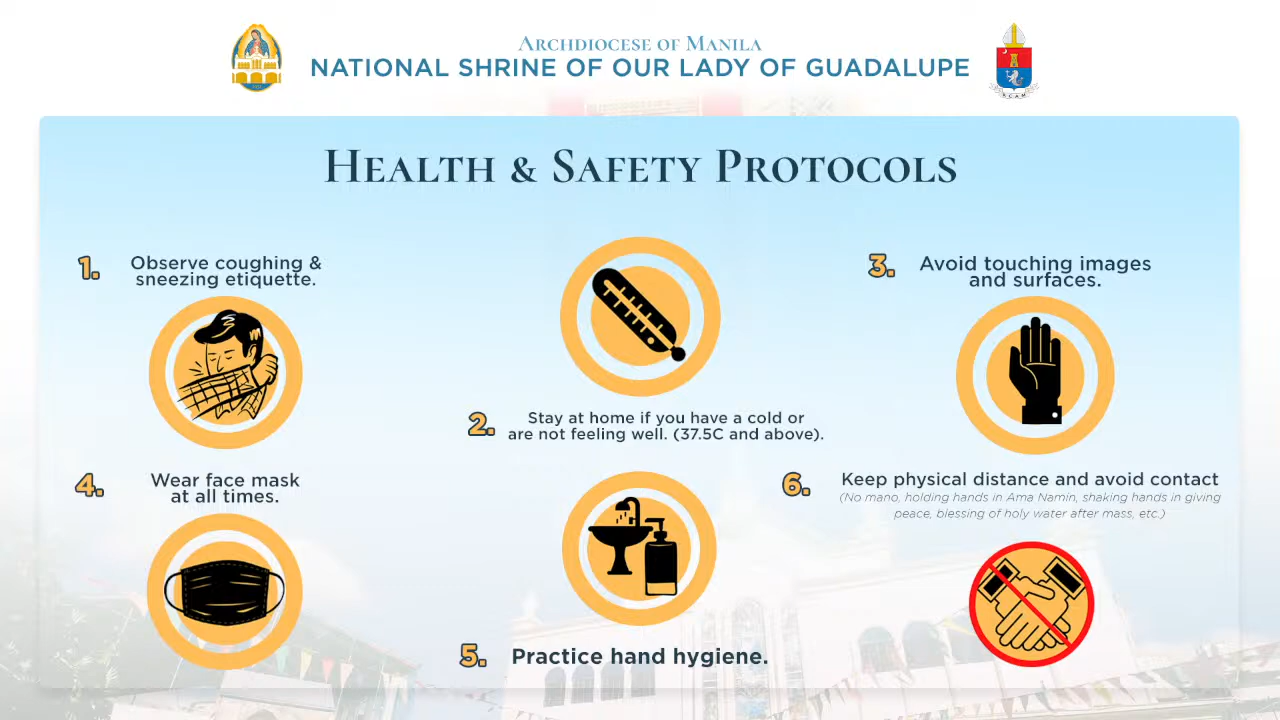 ARCHDIOCESE OF MANILA
NATIONAL SHRINE OF OUR LADY OF GUADALUPE
HEALTH & SAFETY PROTOCOLS
1. Observe coughing &
sneezing etiquette.
2. Stay at home if you have a cold or
are not feeling well. (37.5C and above).
3. Avoid touching images
and surfaces.
4. Wear face mask
at all times.
5. Practice hand hygiene.
6. Keep physical distance and avoid contact
(No mano, holding hands in Ama Namin, shaking hands in giving
peace, blessing of holy water after mass, etc.)